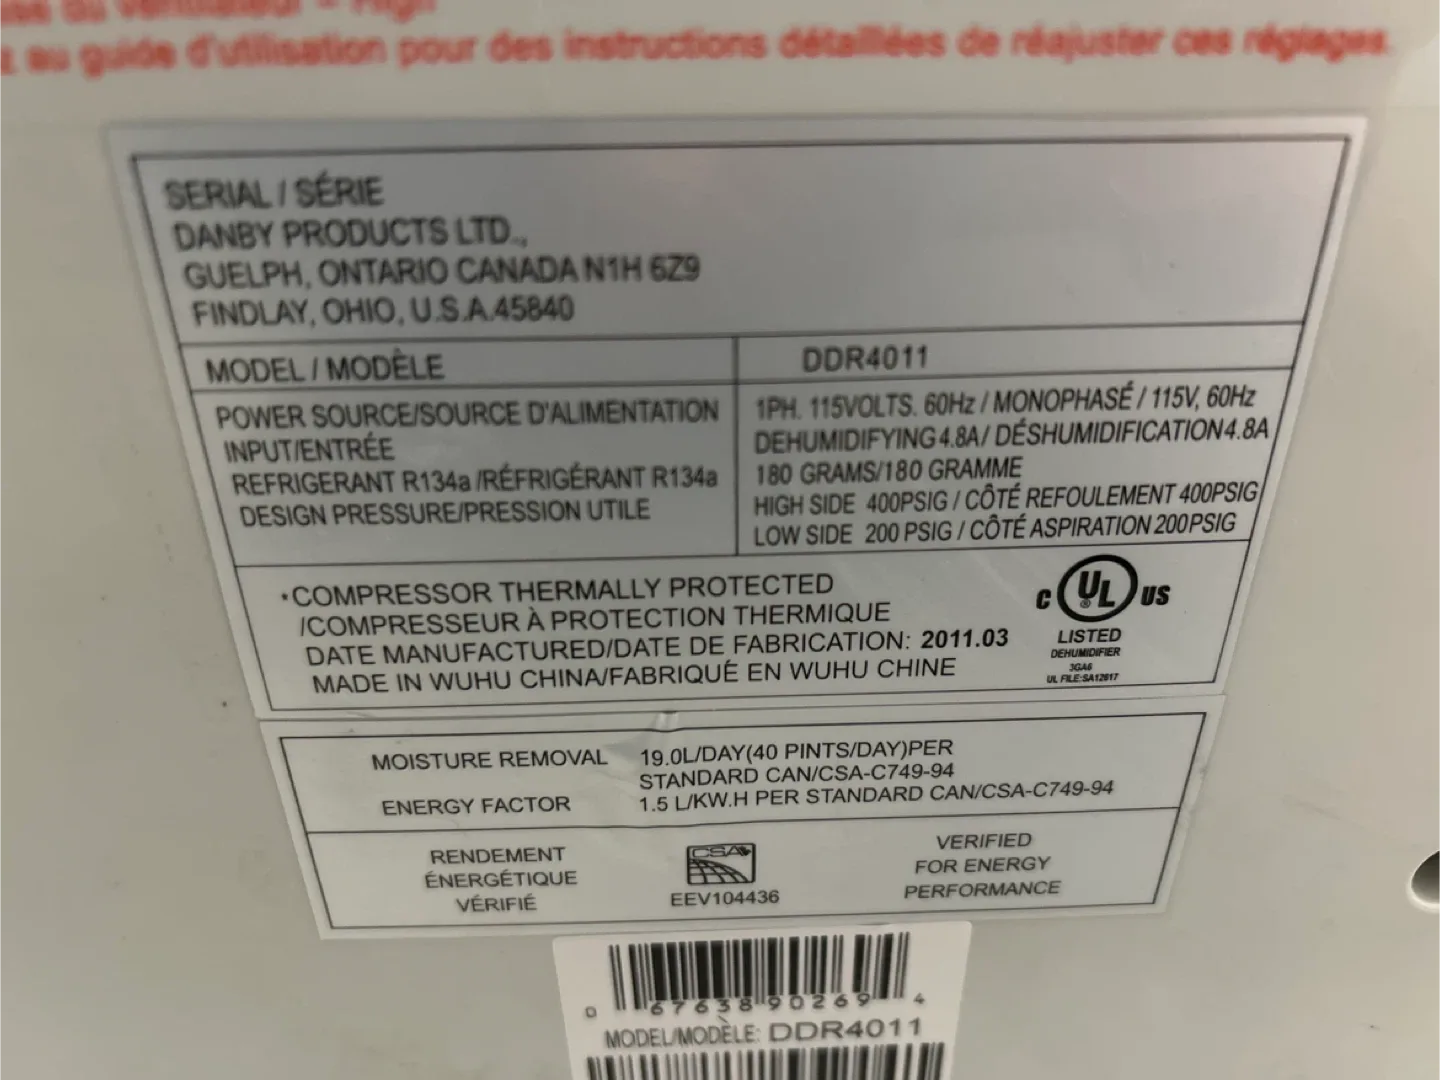 au guide d'utilisation pour des instructions détaillées de réajuster ces réglages.
SERIAL / SÉRIE
DANBY PRODUCTS LTD.,
GUELPH, ONTARIO CANADA N1H 6Z9
FINDLAY, OHIO, U.S.A.45840
MODEL / MODÈLE DDR4011
POWER SOURCE/SOURCE D'ALIMENTATION 1PH. 115VOLTS. 60Hz / MONOPHASÉ / 115V, 60Hz
INPUT/ENTRÉE DEHUMIDIFYING4.8A/ DÉSHUMIDIFICATION4.8A
REFRIGERANT R134a /RÉFRIGÉRANT R134a 180 GRAMS/180 GRAMME
DESIGN PRESSURE/PRESSION UTILE HIGH SIDE 400PSIG / CÔTÉ REFOULEMENT 400PSIG
LOW SIDE 200 PSIG / CÔTÉ ASPIRATION 200PSIG
*COMPRESSOR THERMALLY PROTECTED
/COMPRESSEUR À PROTECTION THERMIQUE
DATE MANUFACTURED/DATE DE FABRICATION: 2011.03
MADE IN WUHU CHINA/FABRIQUÉ EN WUHU CHINE
C UL ® US
LISTED
DEHUMIDIFIER
3GA6
UL FILE:SA12617
MOISTURE REMOVAL 19.0L/DAY(40 PINTS/DAY)PER
STANDARD CAN/CSA-C749-94
ENERGY FACTOR 1.5 L/KW.H PER STANDARD CAN/CSA-C749-94
RENDEMENT
ÉNERGÉTIQUE
VÉRIFIÉ
CSA
EEV104436
VERIFIED
FOR ENERGY
PERFORMANCE
0 67638 90269 4
MODEL/MODÈLE: DDR4011